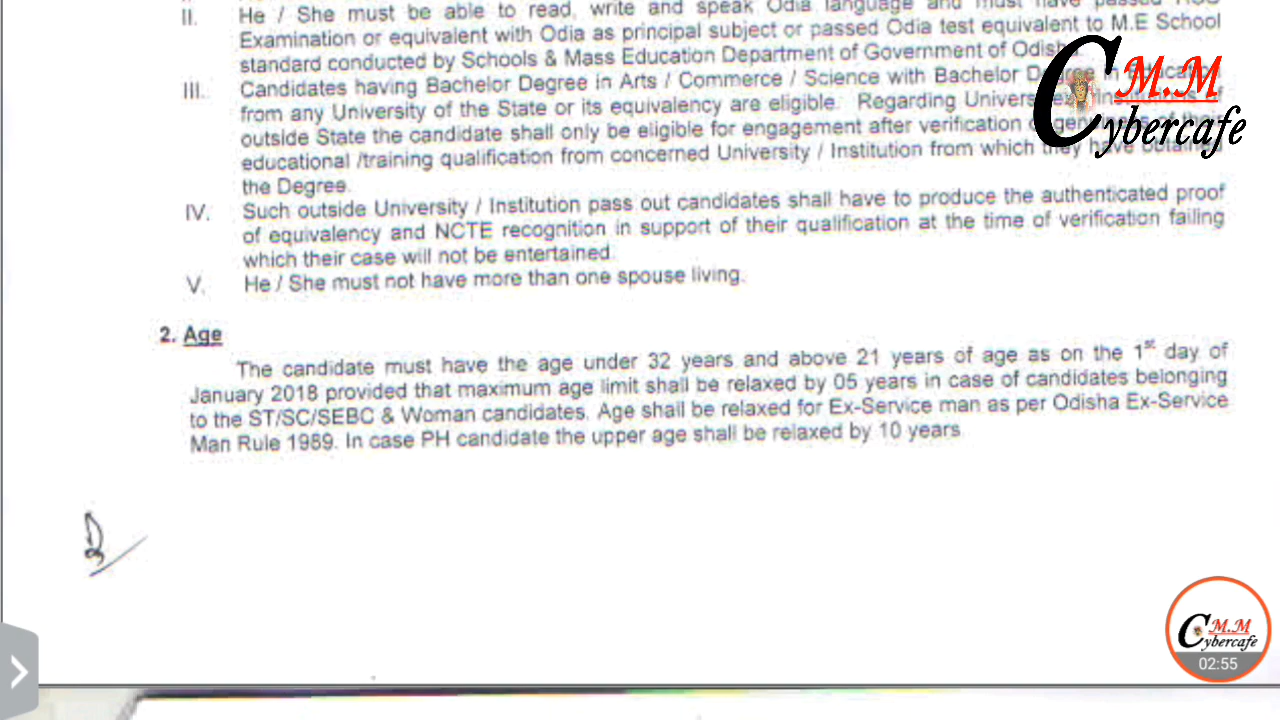 II. He / She must be able to read, write and speak Odia language and must have passed HSC
Examination or equivalent with Odia as principal subject or passed Odia test equivalent to M.E School
standard conducted by Schools & Mass Education Department of Government of
III. Candidates having Bachelor Degree in Arts / Commerce / Science with Bachelor
from any University of the State or its equivalency are eligible. Regarding
outside State the candidate shall only be eligible for engagement after verification
educational /training qualification from concerned University / Institution from which they have obtained
the Degree.
IV. Such outside University / Institution pass out candidates shall have to produce the authenticated proof
of equivalency and NCTE recognition in support of their qualification at the time of verification failing
which their case will not be entertained.
V. He / She must not have more than one spouse living.
2. Age
The candidate must have the age under 32 years and above 21 years of age as on the 1st day of
January 2018 provided that maximum age limit shall be relaxed by 05 years in case of candidates belonging
to the ST/SC/SEBC & Woman candidates. Age shall be relaxed for Ex-Service man as per Odisha Ex-Service
Man Rule 1989. In case PH candidate the upper age shall be relaxed by 10 years
M.M
Cybercafe
M.M
Cybercafe
02:55